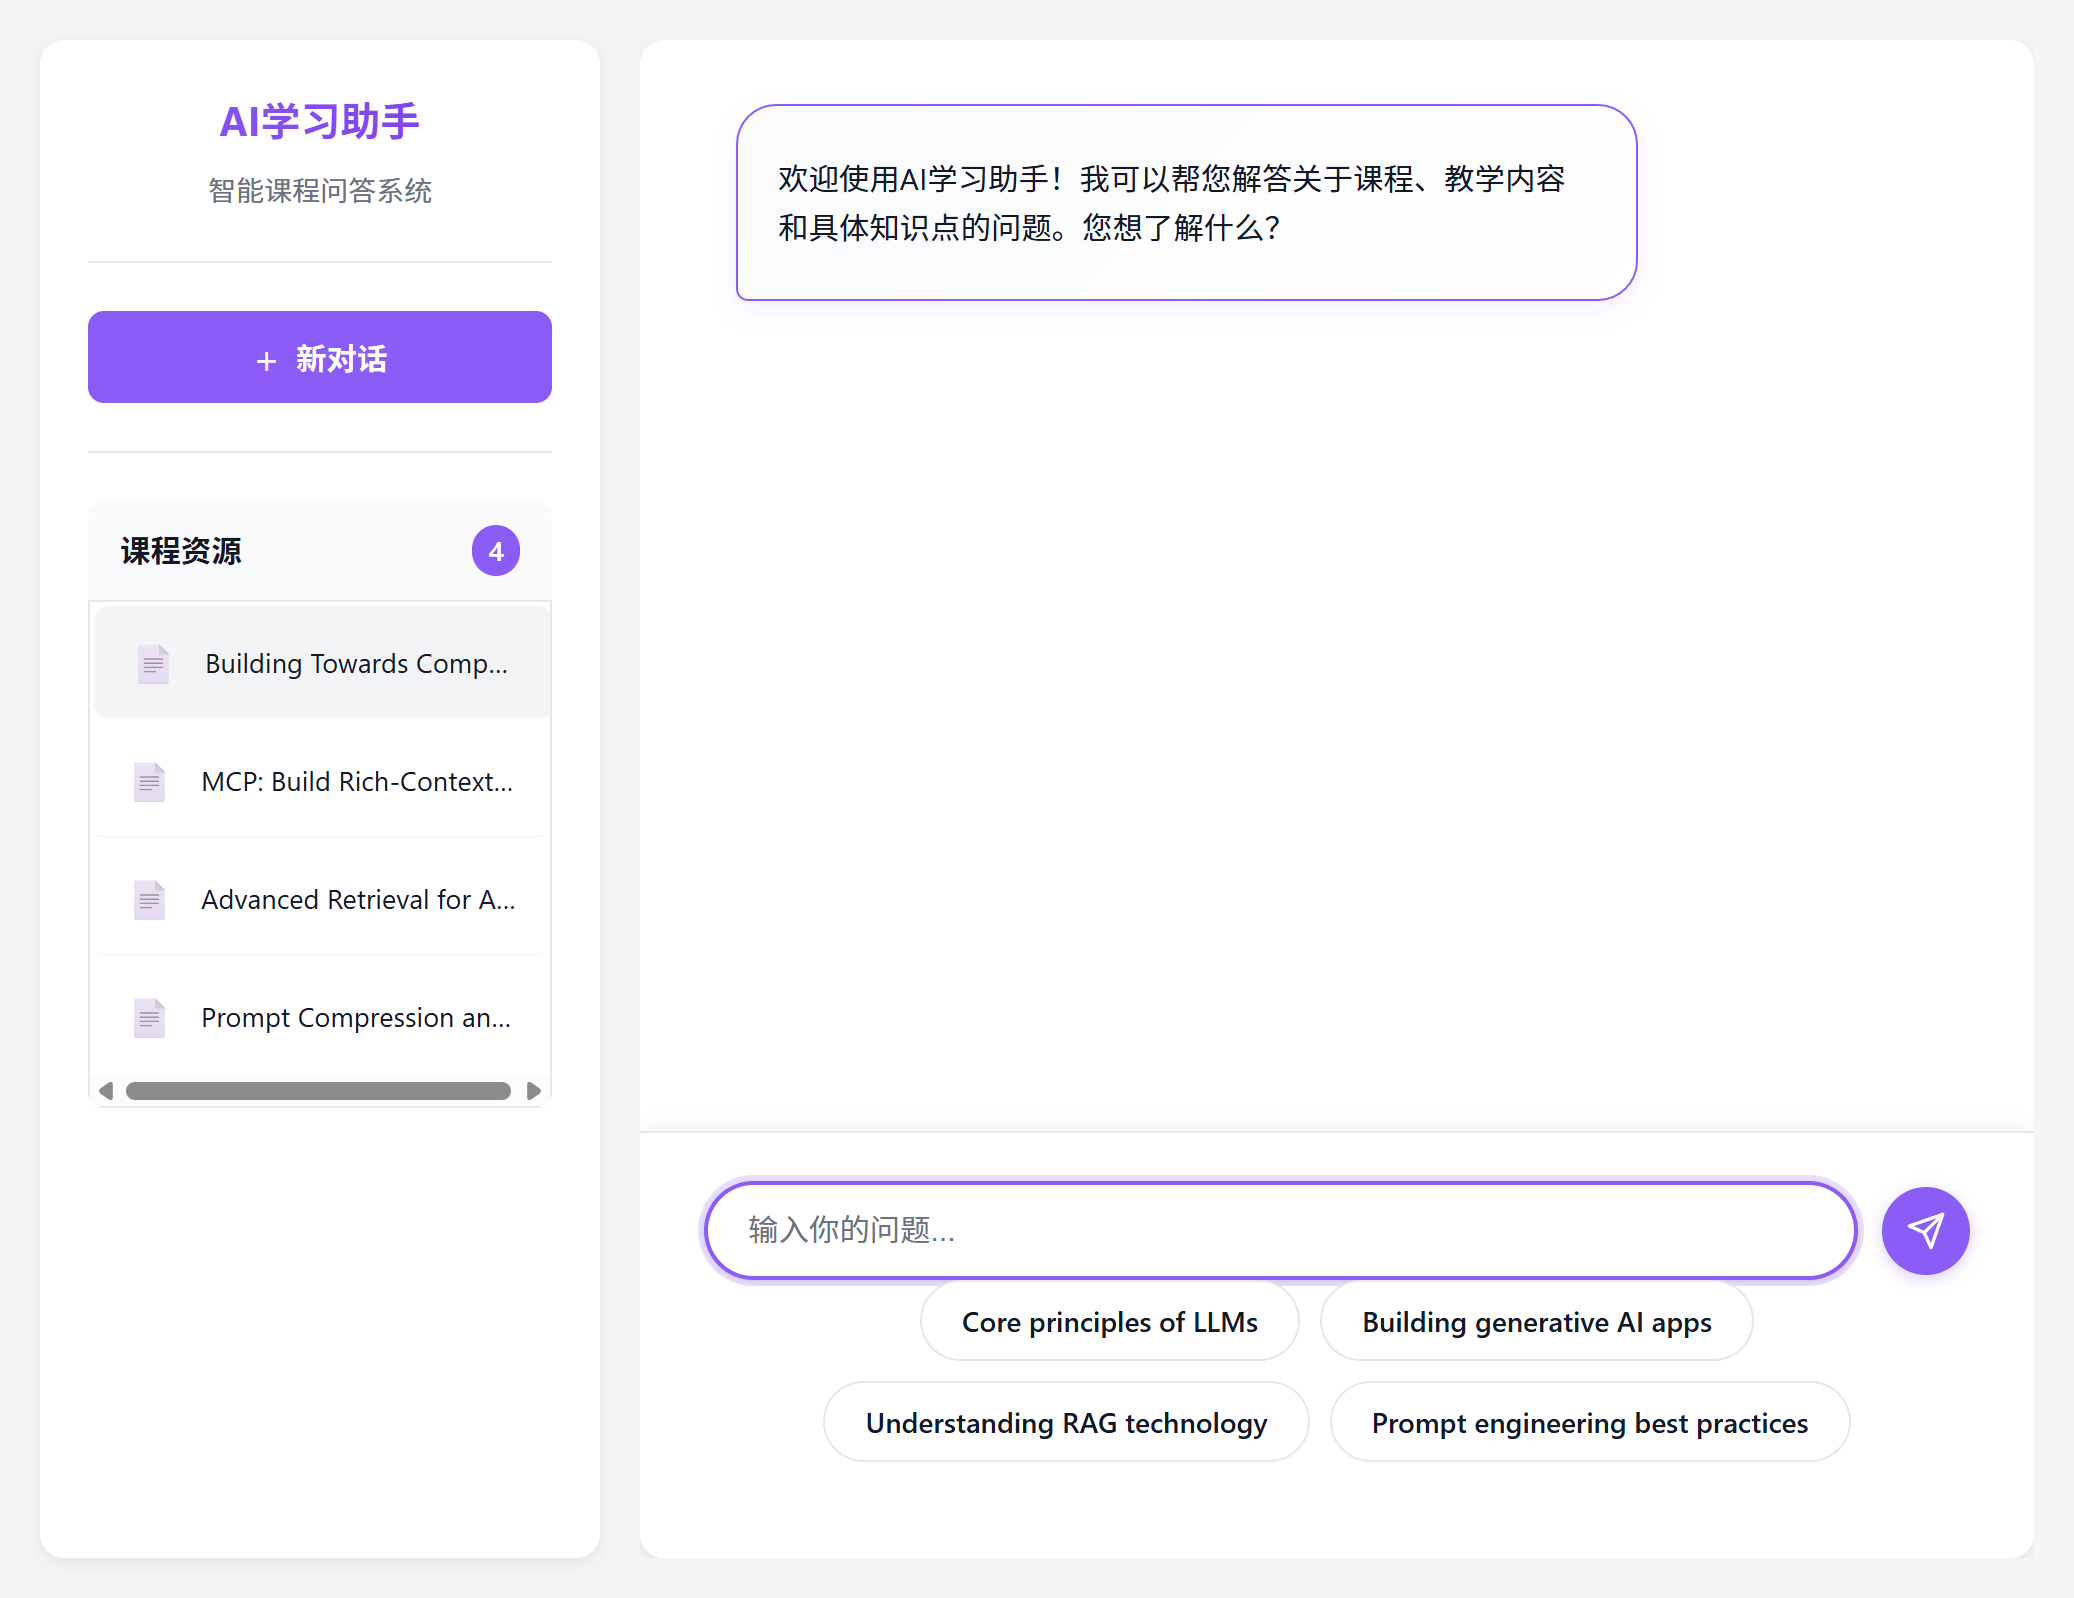 AI学习助手
智能课程问答系统
+ 新对话
课程资源 4
Building Towards Comp...
MCP: Build Rich-Context...
Advanced Retrieval for A...
Prompt Compression an...
欢迎使用AI学习助手！我可以帮您解答关于课程、教学内容
和具体知识点的问题。您想了解什么？
输入你的问题...
Core principles of LLMs
Building generative AI apps
Understanding RAG technology
Prompt engineering best practices